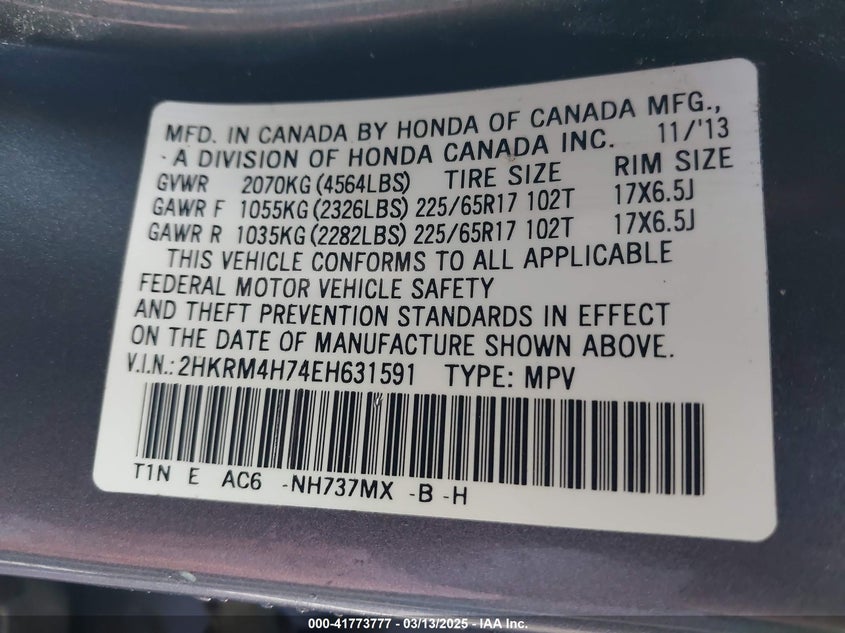 MFD. IN CANADA BY HONDA OF CANADA MFG.,
A DIVISION OF HONDA CANADA INC. 11/'13
GVWR 2070KG (4564LBS) TIRE SIZE RIM SIZE
GAWR F 1055KG (2326LBS) 225/65R17 102T 17X6.5J
GAWR R 1035KG (2282LBS) 225/65R17 102T 17X6.5J
THIS VEHICLE CONFORMS TO ALL APPLICABLE
FEDERAL MOTOR VEHICLE SAFETY
AND THEFT PREVENTION STANDARDS IN EFFECT
ON THE DATE OF MANUFACTURE SHOWN ABOVE.
V.I.N.: 2HKRM4H74EH631591 TYPE: MPV
T1N E AC6 -NH737MX -B -H
000-41773777 - 03/13/2025 - IAA Inc.